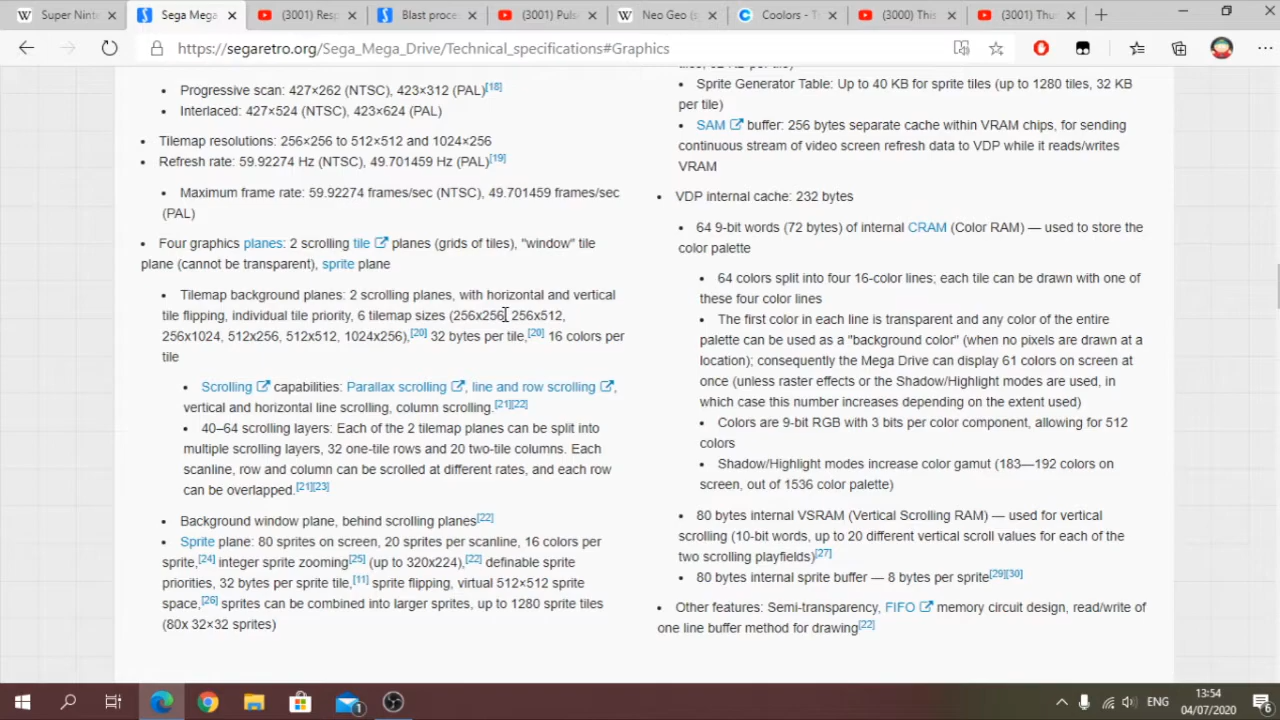 Super Nint
Sega Mega
(3001) Resp
Blast proce
(3001) Puls
Neo Geo (s
Coolors - T
(3000) This
(3001) Thu
https://segaretro.org/Sega_Mega_Drive/Technical_specifications#Graphics
• Progressive scan: 427×262 (NTSC), 423×312 (PAL)[18]
• Interlaced: 427×524 (NTSC), 423×624 (PAL)
• Tilemap resolutions: 256×256 to 512×512 and 1024×256
• Refresh rate: 59.92274 Hz (NTSC), 49.701459 Hz (PAL)[19]
• Maximum frame rate: 59.92274 frames/sec (NTSC), 49.701459 frames/sec
(PAL)
• Four graphics planes: 2 scrolling tile planes (grids of tiles), "window" tile
plane (cannot be transparent), sprite plane
• Tilemap background planes: 2 scrolling planes, with horizontal and vertical
tile flipping, individual tile priority, 6 tilemap sizes (256x256, 256x512,
256x1024, 512x256, 512x512, 1024x256),[20] 32 bytes per tile,[20] 16 colors per
tile
• Scrolling capabilities: Parallax scrolling, line and row scrolling,
vertical and horizontal line scrolling, column scrolling.[21][22]
• 40–64 scrolling layers: Each of the 2 tilemap planes can be split into
multiple scrolling layers, 32 one-tile rows and 20 two-tile columns. Each
scanline, row and column can be scrolled at different rates, and each row
can be overlapped.[21][23]
• Background window plane, behind scrolling planes[22]
• Sprite plane: 80 sprites on screen, 20 sprites per scanline, 16 colors per
sprite,[24] integer sprite zooming[25] (up to 320x224),[22] definable sprite
priorities, 32 bytes per sprite tile,[11] sprite flipping, virtual 512×512 sprite
space,[26] sprites can be combined into larger sprites, up to 1280 sprite tiles
(80x 32×32 sprites)
• Sprite Generator Table: Up to 40 KB for sprite tiles (up to 1280 tiles, 32 KB
per tile)
• SAM buffer: 256 bytes separate cache within VRAM chips, for sending
continuous stream of video screen refresh data to VDP while it reads/writes
VRAM
• VDP internal cache: 232 bytes
• 64 9-bit words (72 bytes) of internal CRAM (Color RAM) — used to store the
color palette
• 64 colors split into four 16-color lines; each tile can be drawn with one of
these four color lines
• The first color in each line is transparent and any color of the entire
palette can be used as a "background color" (when no pixels are drawn at a
location); consequently the Mega Drive can display 61 colors on screen at
once (unless raster effects or the Shadow/Highlight modes are used, in
which case this number increases depending on the extent used)
• Colors are 9-bit RGB with 3 bits per color component, allowing for 512
colors
• Shadow/Highlight modes increase color gamut (183—192 colors on
screen, out of 1536 color palette)
• 80 bytes internal VSRAM (Vertical Scrolling RAM) — used for vertical
scrolling (10-bit words, up to 20 different vertical scroll values for each of the
two scrolling playfields)[27]
• 80 bytes internal sprite buffer — 8 bytes per sprite[29][30]
• Other features: Semi-transparency, FIFO memory circuit design, read/write of
one line buffer method for drawing[22]
1
ENG
13:54
04/07/2020
6